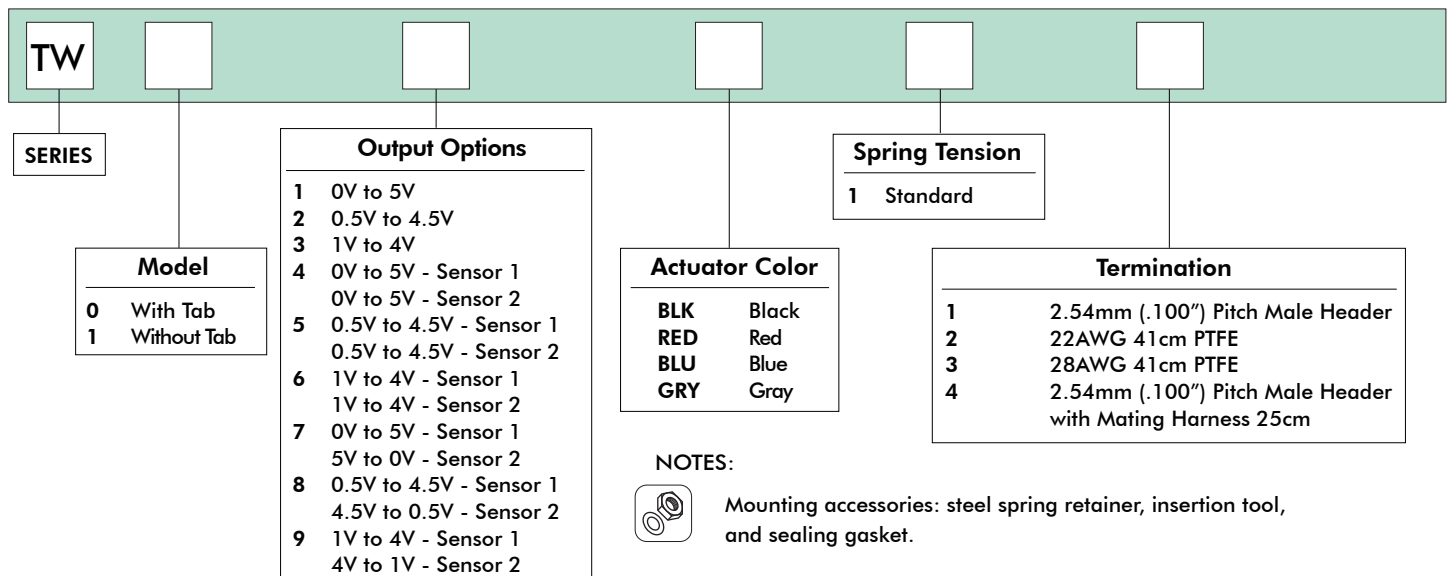 TW
SERIES
Model
0 With Tab
1 Without Tab
Output Options
1 0V to 5V
2 0.5V to 4.5V
3 1V to 4V
4 0V to 5V - Sensor 1
0V to 5V - Sensor 2
5 0.5V to 4.5V - Sensor 1
0.5V to 4.5V - Sensor 2
6 1V to 4V - Sensor 1
1V to 4V - Sensor 2
7 0V to 5V - Sensor 1
5V to 0V - Sensor 2
8 0.5V to 4.5V - Sensor 1
4.5V to 0.5V - Sensor 2
9 1V to 4V - Sensor 1
4V to 1V - Sensor 2
Actuator Color
BLK Black
RED Red
BLU Blue
GRY Gray
Spring Tension
1 Standard
Termination
1 2.54mm (.100”) Pitch Male Header
2 22AWG 41cm PTFE
3 28AWG 41cm PTFE
4 2.54mm (.100”) Pitch Male Header
with Mating Harness 25cm
NOTES:
Mounting accessories: steel spring retainer, insertion tool,
and sealing gasket.